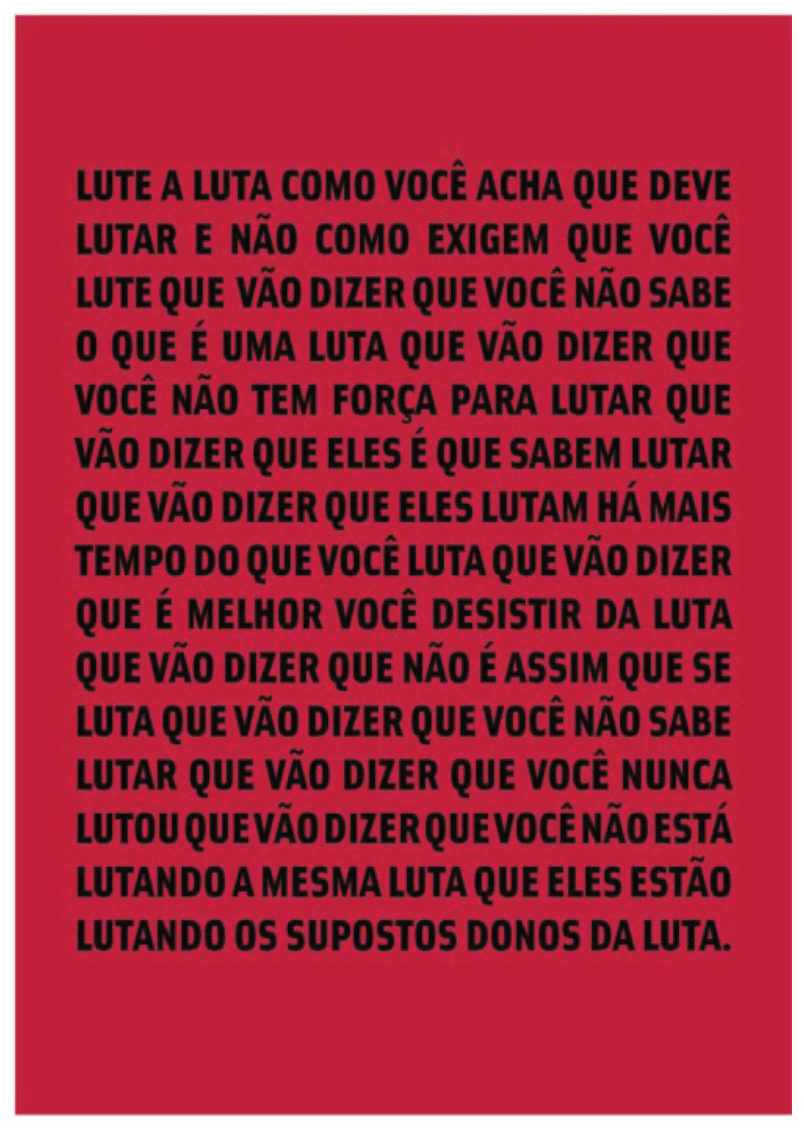 LUTE A LUTA COMO VOCÊ ACHA QUE DEVE
LUTAR E NÃO COMO EXIGEM QUE VOCÊ
LUTE QUE VÃO DIZER QUE VOCÊ NÃO SABE
O QUE É UMA LUTA QUE VÃO DIZER QUE
VOCÊ NÃO TEM FORÇA PARA LUTAR QUE
VÃO DIZER QUE ELES É QUE SABEM LUTAR
QUE VÃO DIZER QUE ELES LUTAM HÁ MAIS
TEMPO DO QUE VOCÊ LUTA QUE VÃO DIZER
QUE É MELHOR VOCÊ DESISTIR DA LUTA
QUE VÃO DIZER QUE NÃO É ASSIM QUE SE
LUTA QUE VÃO DIZER QUE VOCÊ NÃO SABE
LUTAR QUE VÃO DIZER QUE VOCÊ NUNCA
LUTOU QUE VÃO DIZER QUE VOCÊ NÃO ESTÁ
LUTANDO A MESMA LUTA QUE ELES ESTÃO
LUTANDO OS SUPOSTOS DONOS DA LUTA.